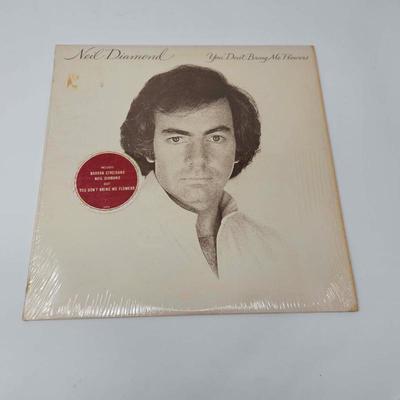 Neil Diamond
You Don't Bring Me Flowers
INCLUDES
BARBRA STREISAND
NEIL DIAMOND
DUET
YOU DON'T BRING ME FLOWERS